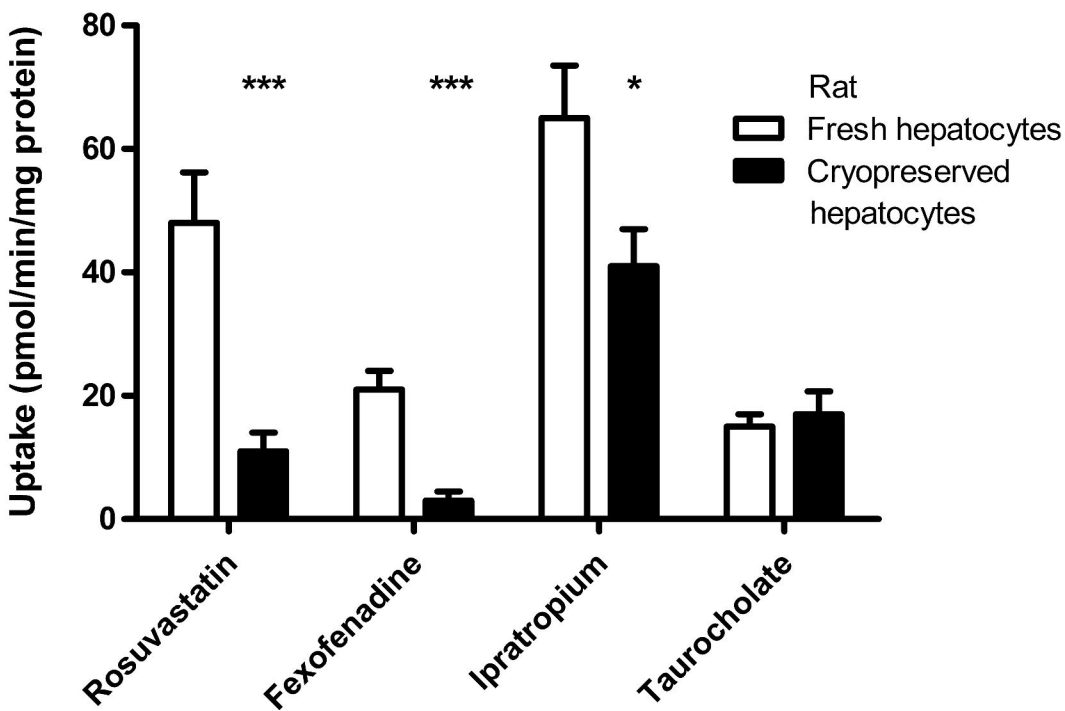 Uptake (pmol/min/mg protein)
80
60
40
20
0
***
***
*
Rat
Fresh hepatocytes
Cryopreserved
hepatocytes
Rosuvastatin
Fexofenadine
Ipratropium
Taurocholate